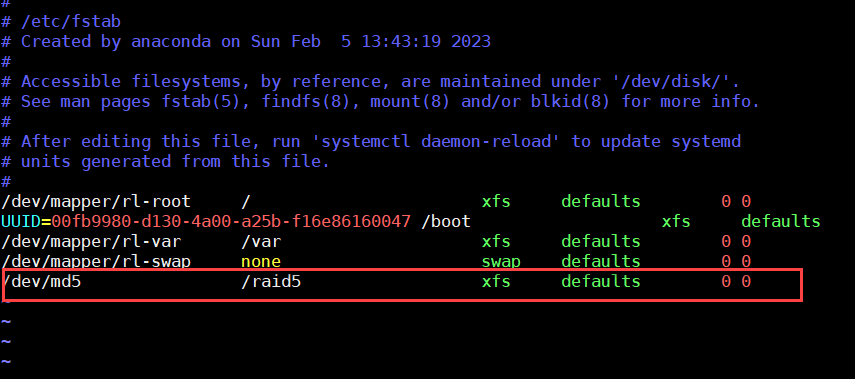 #
# /etc/fstab
# Created by anaconda on Sun Feb  5 13:43:19 2023
#
# Accessible filesystems, by reference, are maintained under '/dev/disk/'.
# See man pages fstab(5), findfs(8), mount(8) and/or blkid(8) for more info.
#
# After editing this file, run 'systemctl daemon-reload' to update systemd
# units generated from this file.
#
/dev/mapper/rl-root     /                       xfs     defaults        0 0
UUID=00fb9980-d130-4a00-a25b-f16e86160047 /boot                   xfs     defaults
/dev/mapper/rl-var      /var                    xfs     defaults        0 0
/dev/mapper/rl-swap     none                    swap    defaults        0 0
/dev/md5                /raid5                  xfs     defaults        0 0
~
~
~
~